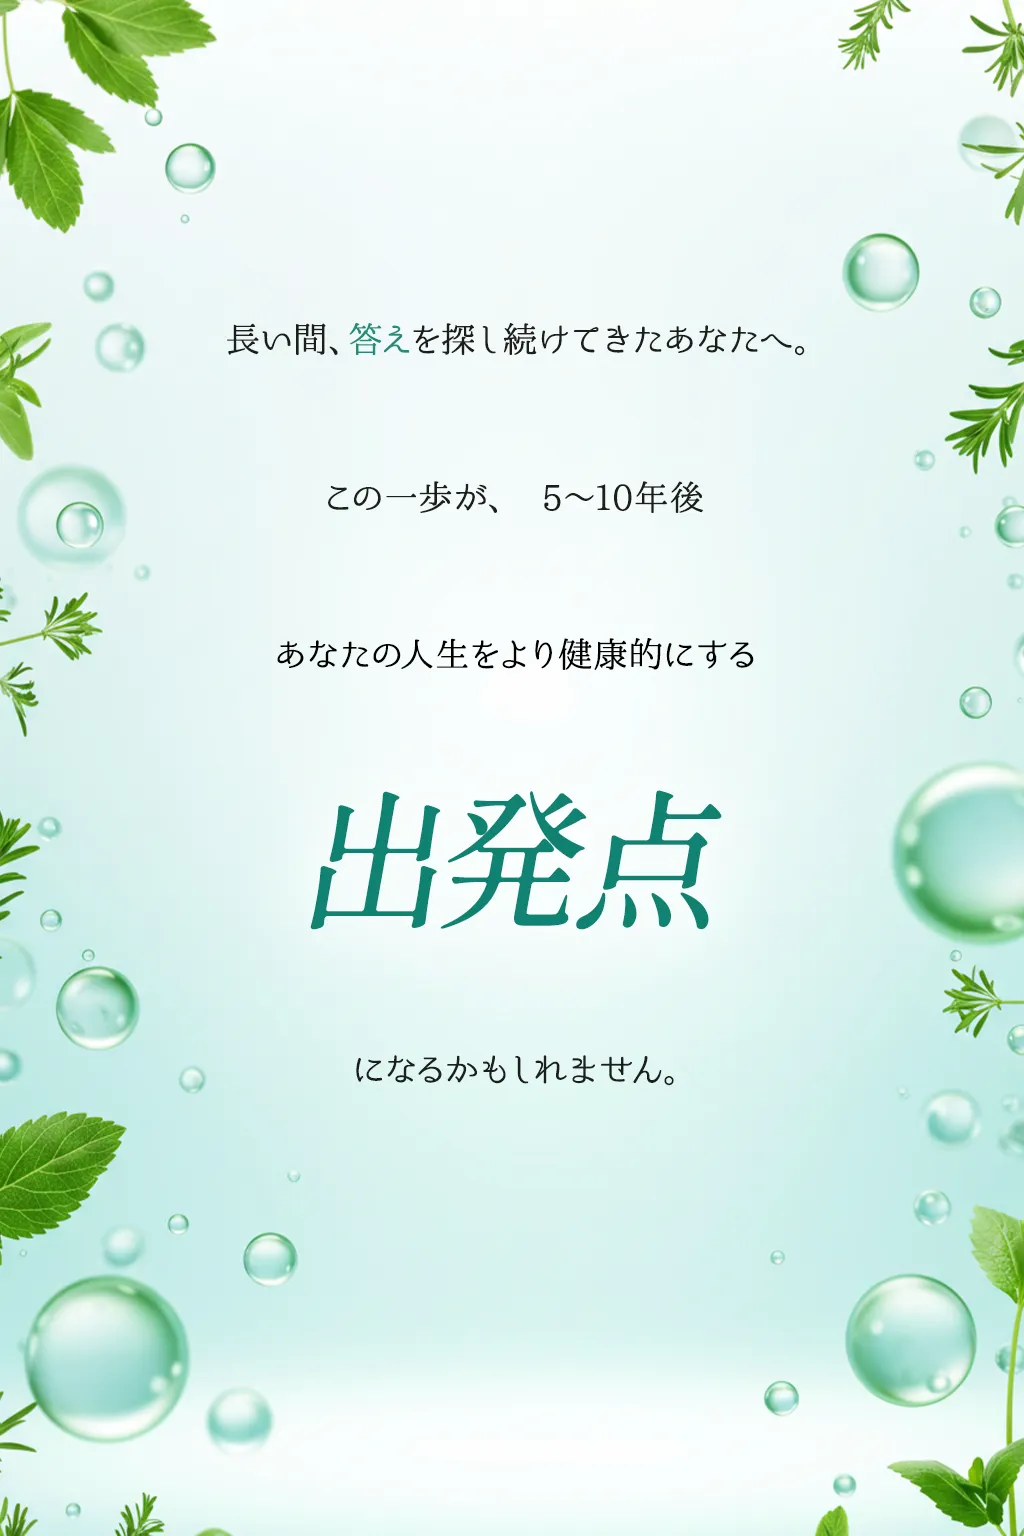 長い間、答えを探し続けてきたあなたへ。
この一歩が、 5〜10年後
あなたの人生をより健康的にする
出発点
になるかもしれません。